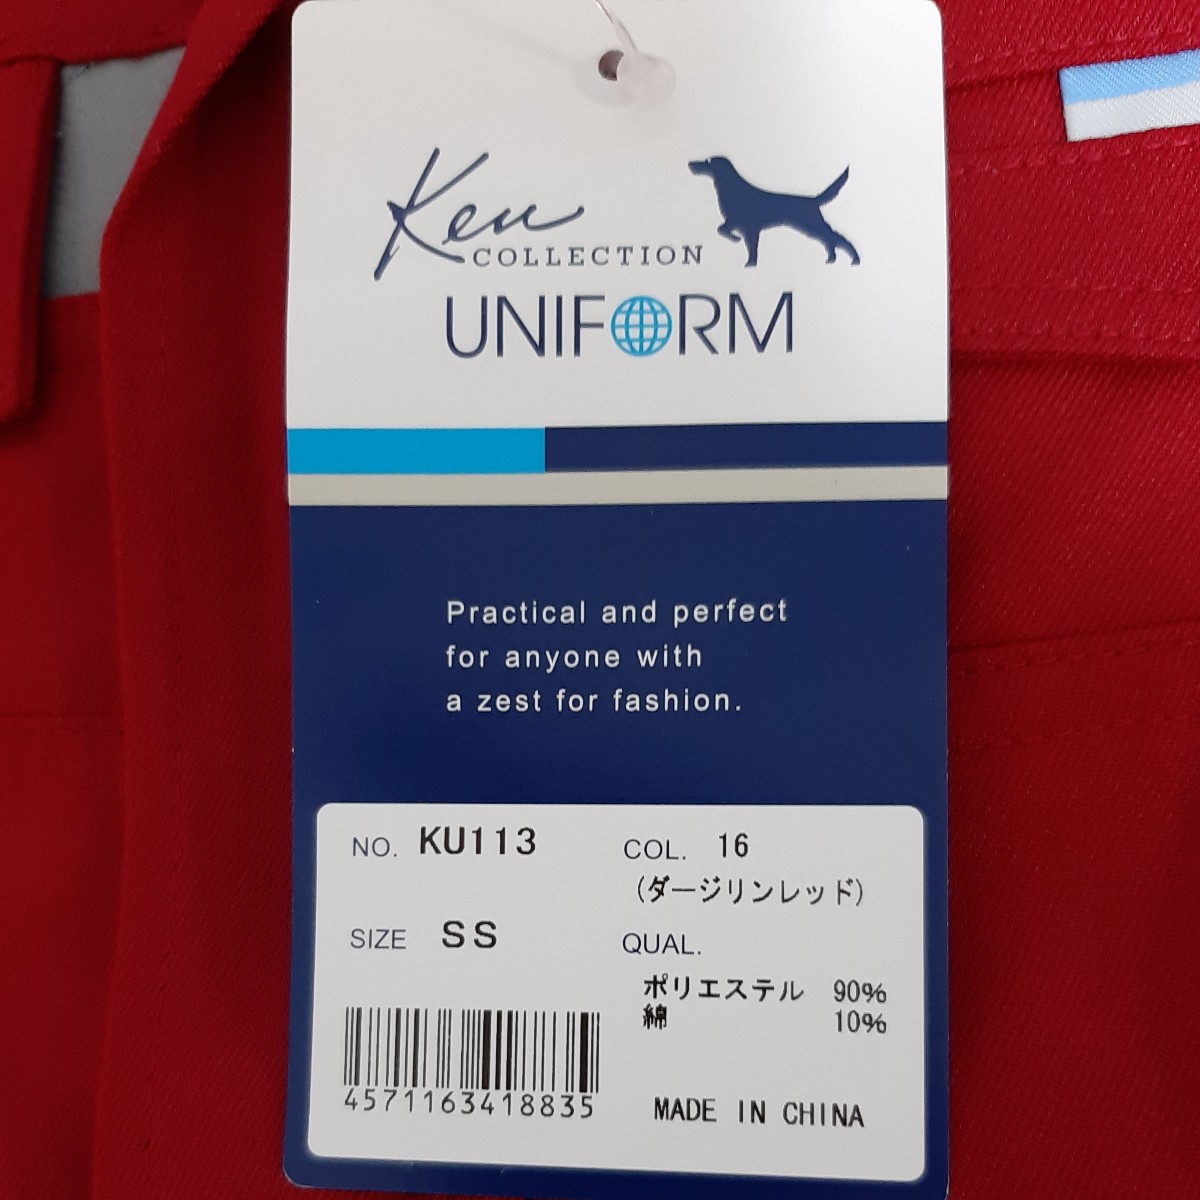 Ken
COLLECTION
UNIFORM
Practical and perfect
for anyone with
a zest for fashion.
NO. KU113
COL. 16
(ダージリンレッド)
SIZE SS
QUAL.
ポリエステル 90%
綿 10%
4571163418835
MADE IN CHINA